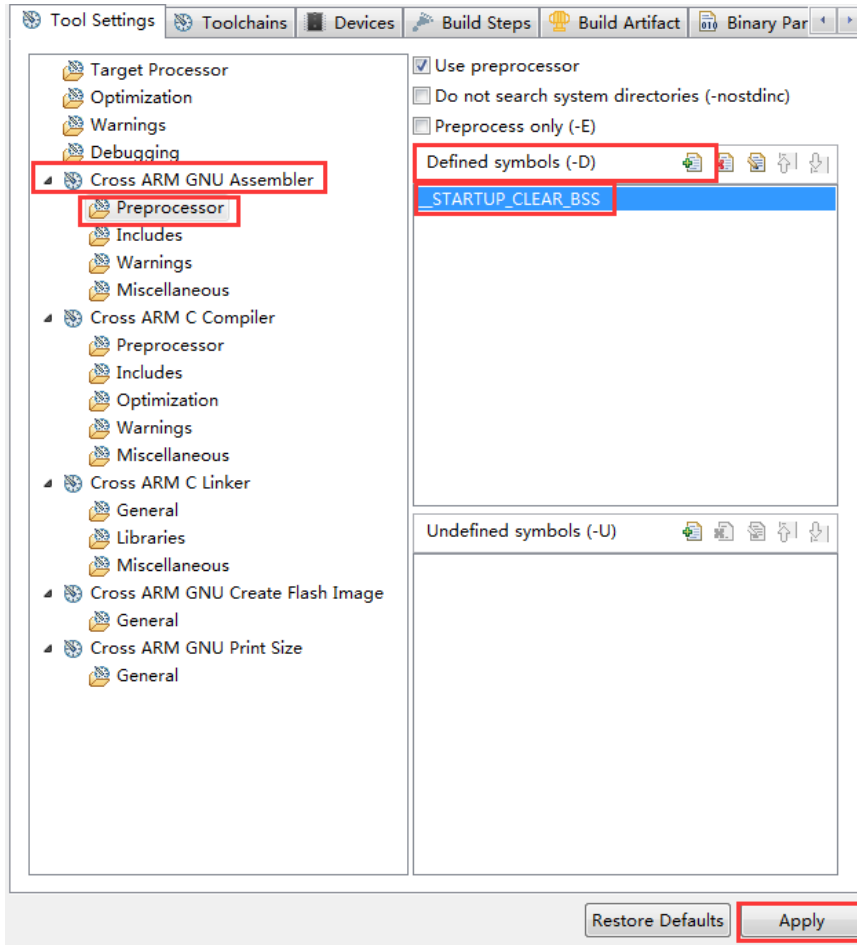 Tool Settings Toolchains Devices Build Steps Build Artifact Binary Par
Target Processor
Optimization
Warnings
Debugging
Cross ARM GNU Assembler
Preprocessor
Includes
Warnings
Miscellaneous
Cross ARM C Compiler
Preprocessor
Includes
Optimization
Warnings
Miscellaneous
Cross ARM C Linker
General
Libraries
Miscellaneous
Cross ARM GNU Create Flash Image
General
Cross ARM GNU Print Size
General
Use preprocessor
Do not search system directories (-nostdinc)
Preprocess only (-E)
Defined symbols (-D)
__STARTUP_CLEAR_BSS
Undefined symbols (-U)
Restore Defaults Apply